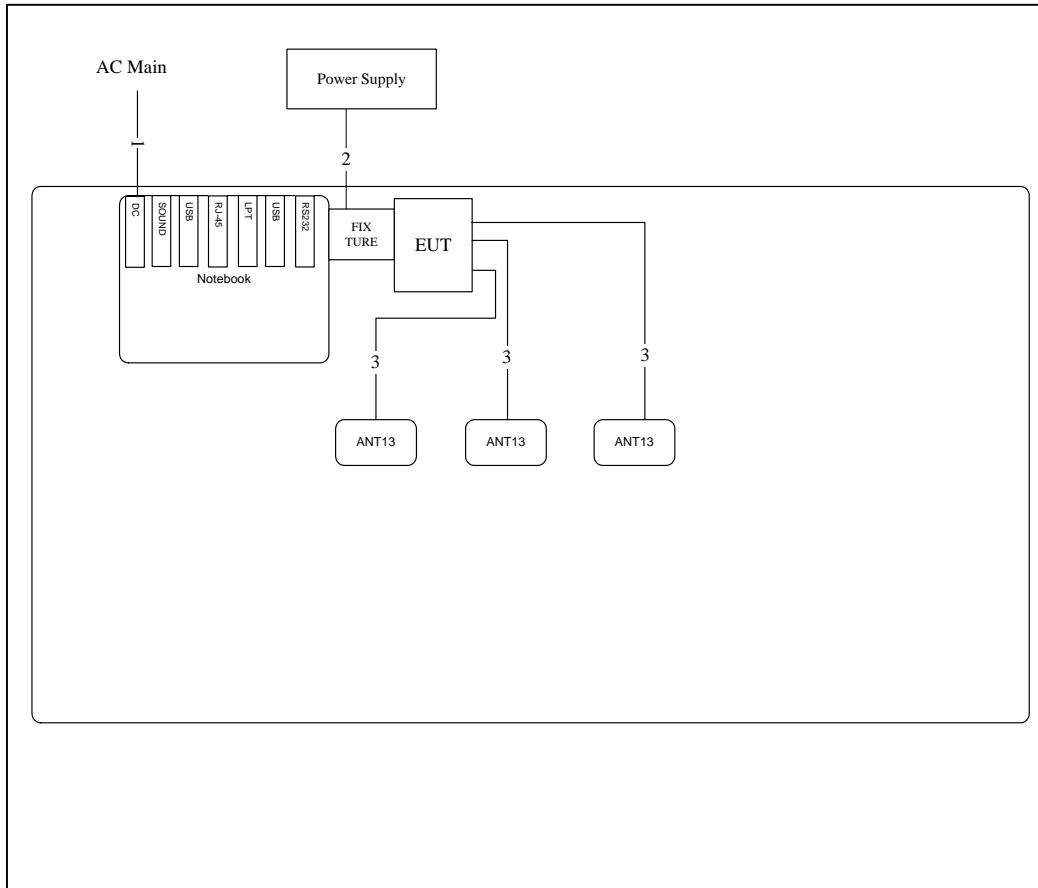 AC Main
Power Supply
1
2
DC
SOUND
USB
RJ-45
LPT
USB
RS232
Notebook
FIX
TURE
EUT
3
3
3
ANT13
ANT13
ANT13